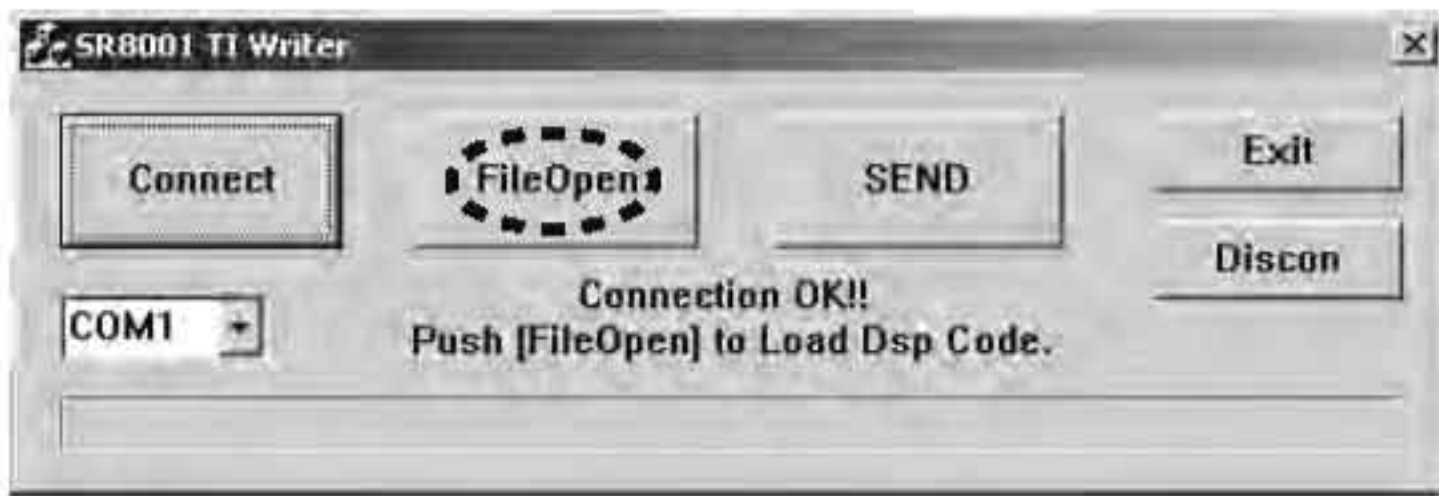 SR8001 TI Writer
Connect
FileOpen
SEND
Exit
Discon
COM1
Connection OK!!
Push [FileOpen] to Load Dsp Code.